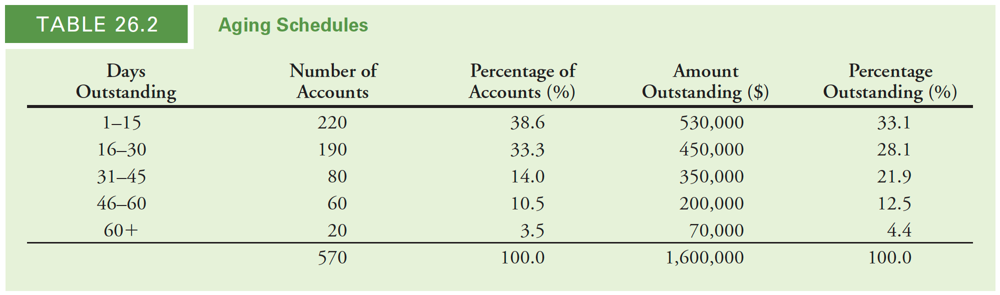 TABLE 26.2 Aging Schedules
Days Outstanding Number of Accounts Percentage of Accounts (%) Amount Outstanding ($) Percentage Outstanding (%)
1–15 220 38.6 530,000 33.1
16–30 190 33.3 450,000 28.1
31–45 80 14.0 350,000 21.9
46–60 60 10.5 200,000 12.5
60+ 20 3.5 70,000 4.4
570 100.0 1,600,000 100.0